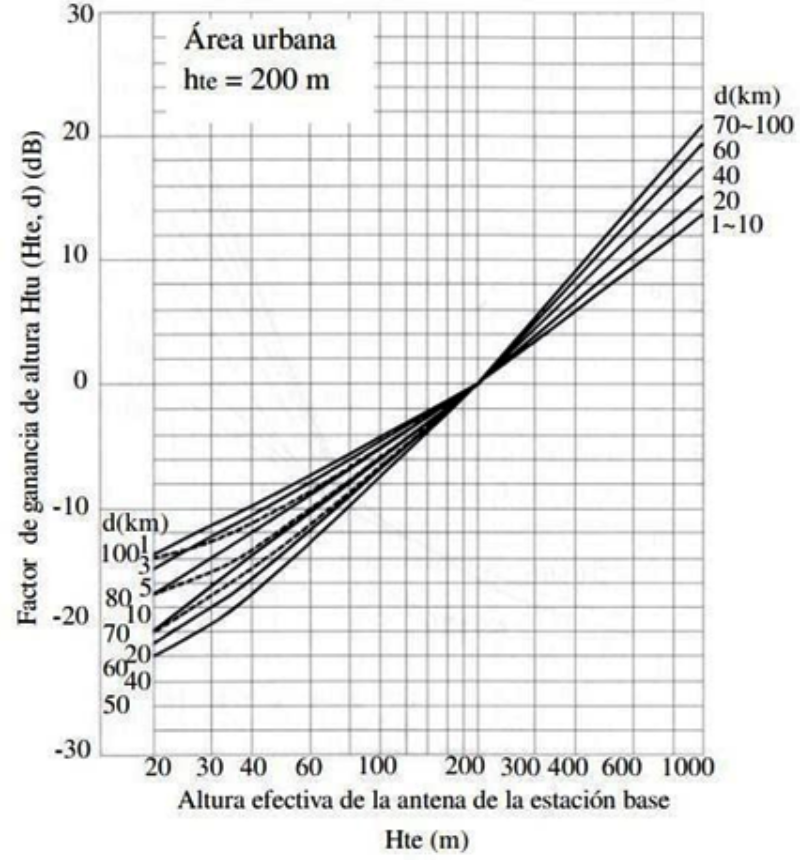 Área urbana
hte = 200 m
Factor de ganancia de altura Htu (Hte, d) (dB)
30
20
10
0
-10
-20
-30
d(km)
70~100
60
40
20
1~10
d(km)
1
100
3
5
80
10
70
20
60
40
50
20 30 40 60 100 200 300 400 600 1000
Altura efectiva de la antena de la estación base
Hte (m)